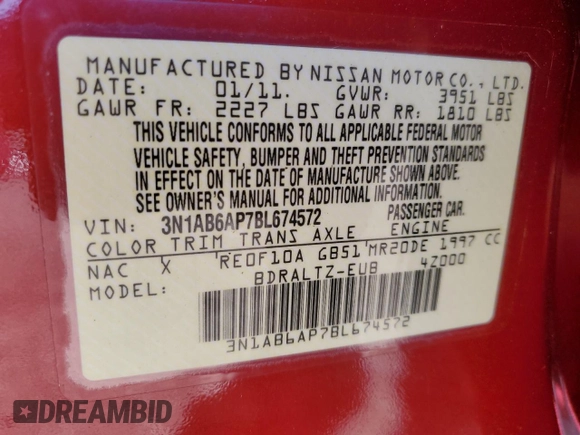 MANUFACTURED BY NISSAN MOTOR CO., LTD.
DATE: 01/11. GVWR: 3951 LBS
GAWR FR: 2227 LBS GAWR RR: 1810 LBS
THIS VEHICLE CONFORMS TO ALL APPLICABLE FEDERAL MOTOR
VEHICLE SAFETY, BUMPER AND THEFT PREVENTION STANDARDS
IN EFFECT ON THE DATE OF MANUFACTURE SHOWN ABOVE.
SEE OWNER'S MANUAL FOR ADDITIONAL INFORMATION.
VIN: 3N1AB6AP7BL674572 PASSENGER CAR.
COLOR TRIM TRANS AXLE ENGINE
NAC X RE0F10A GB51 MR20DE 1997 CC
MODEL: BDRALTZ-EUB 4Z000
3N1AB6AP7BL674572
DREAMBID